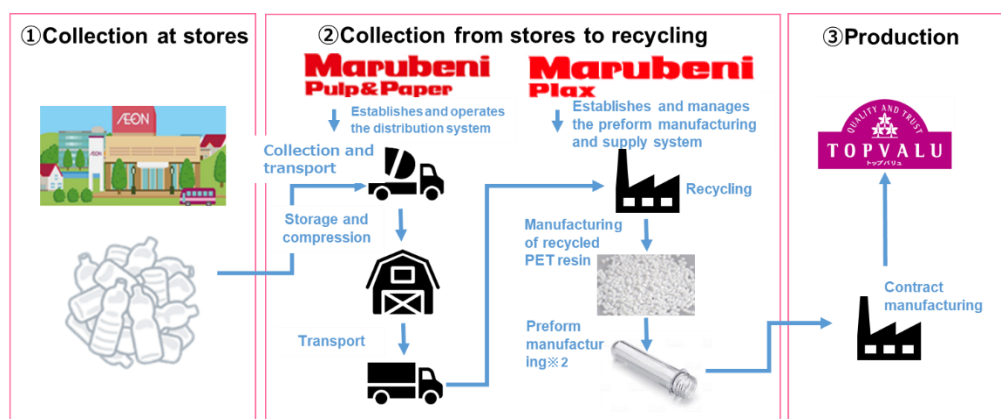 ①Collection at stores
ÆON
AEON
②Collection from stores to recycling
Marubeni
Pulp&Paper
Establishes and operates
the distribution system
Collection and
transport
Storage and
compression
Transport
Marubeni
Plax
Establishes and manages
the preform manufacturing
and supply system
Recycling
Manufacturing
of recycled
PET resin
Preform
manufactur
ing※2
③Production
QUALITY AND TRUST
TOPVALU
トップバリュ
Contract
manufacturing